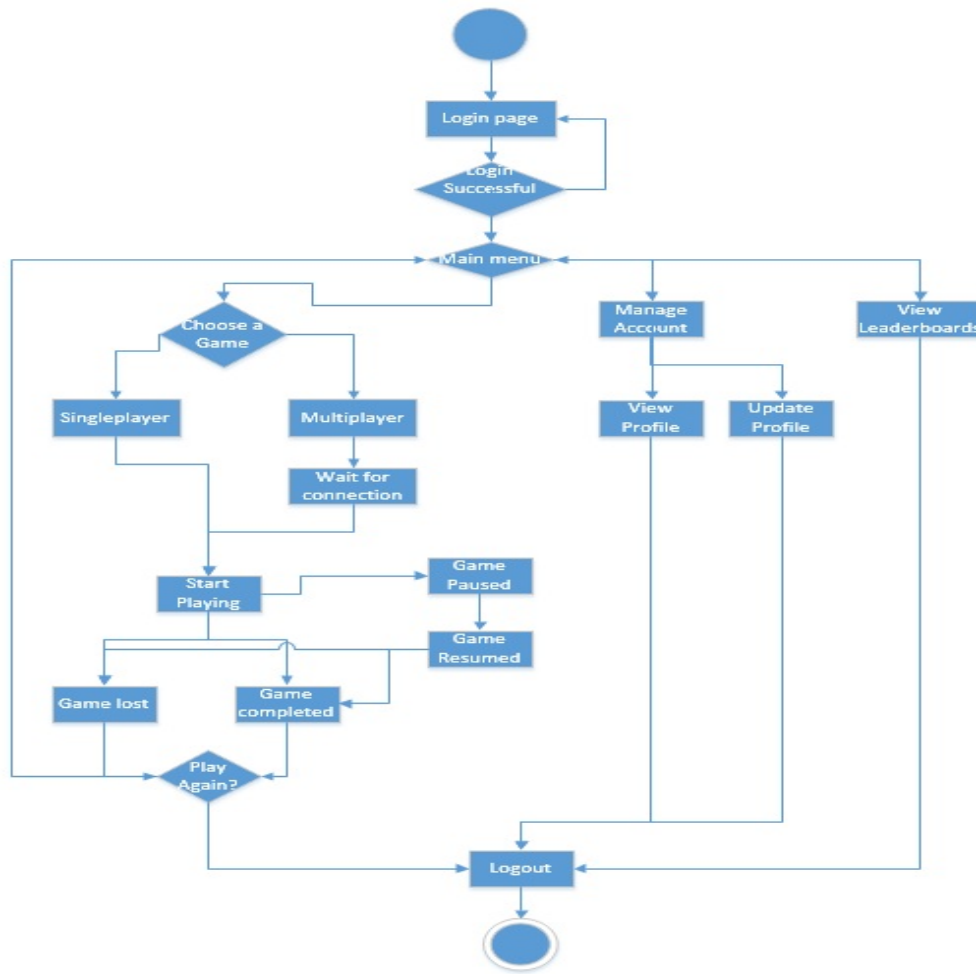 Login page
Login
Successful
Main menu
Choose a
Game
Manage
Account
View
Leaderboards
Singleplayer
Multiplayer
View
Profile
Update
Profile
Wait for
connection
Start
Playing
Game
Paused
Game
Resumed
Game lost
Game
completed
Play
Again?
Logout